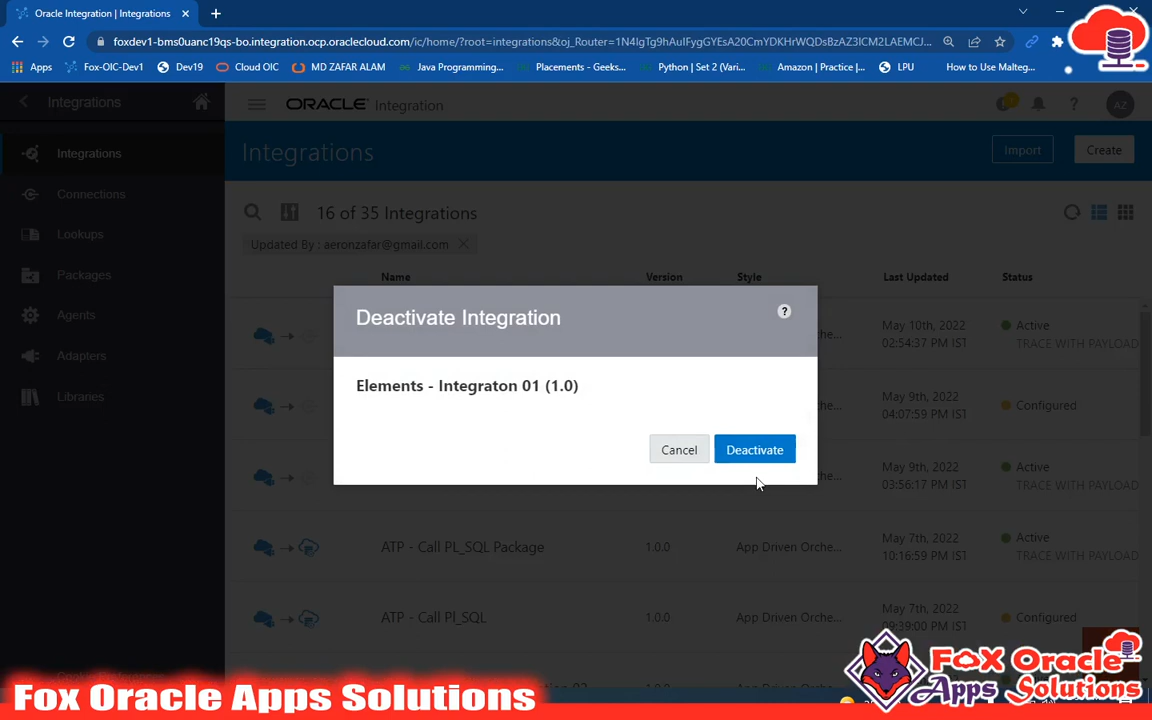 Oracle Integration | Integrations
foxdev1-bms0uanc19qs-bo.integration.ocp.oraclecloud.com/ic/home/?root=integrations&oj_Router=1N4IgTg9hAuIFygGYEsA20CmYDKHrWQDsBzAZ3ICM2LAEMCJ...
Apps Fox-OIC-Dev1 Dev19 Cloud OIC MD ZAFAR ALAM Java Programming... Placements - Geeks... Python | Set 2 (Vari... Amazon | Practice |... LPU How to Use Malteg...
Integrations
ORACLE Integration
AZ
Integrations
Connections
Lookups
Packages
Agents
Adapters
Libraries
Integrations
Import Create
16 of 35 Integrations
Updated By : aeronzafar@gmail.com
Name Version Style Last Updated Status
May 10th, 2022
02:54:37 PM IST
Active
TRACE WITH PAYLOAD
May 9th, 2022
04:07:59 PM IST
Configured
May 9th, 2022
03:56:17 PM IST
Active
TRACE WITH PAYLOAD
Deactivate Integration
?
Elements - Integraton 01 (1.0)
Cancel Deactivate
ATP - Call PL_SQL Package 1.0.0 App Driven Orche...
May 7th, 2022
10:16:59 PM IST
Active
TRACE WITH PAYLOAD
ATP - Call Pl_SQL 1.0.0 App Driven Orche...
May 7th, 2022
09:39:00 PM IST
Configured
Fox Oracle Apps Solutions
Fox Oracle
Apps Solutions